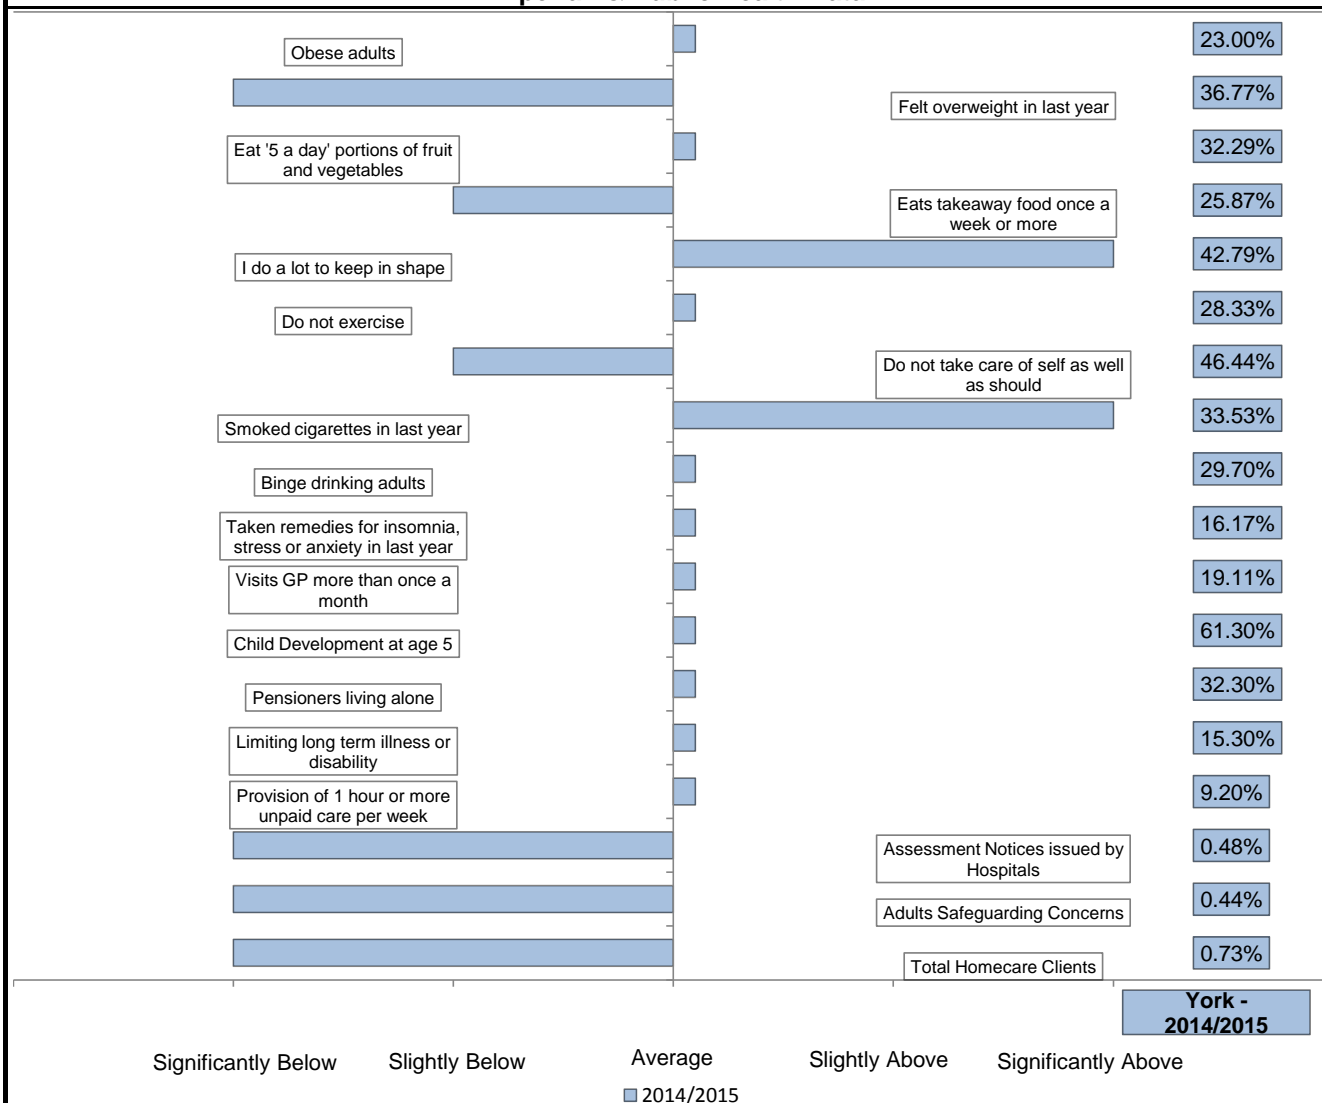 Obese adults
23.00%
Felt overweight in last year
36.77%
Eat '5 a day' portions of fruit
and vegetables
32.29%
Eats takeaway food once a
week or more
25.87%
I do a lot to keep in shape
42.79%
Do not exercise
28.33%
Do not take care of self as well
as should
46.44%
Smoked cigarettes in last year
33.53%
Binge drinking adults
29.70%
Taken remedies for insomnia,
stress or anxiety in last year
16.17%
Visits GP more than once a
month
19.11%
Child Development at age 5
61.30%
Pensioners living alone
32.30%
Limiting long term illness or
disability
15.30%
Provision of 1 hour or more
unpaid care per week
9.20%
Assessment Notices issued by
Hospitals
0.48%
Adults Safeguarding Concerns
0.44%
Total Homecare Clients
0.73%
York -
2014/2015
Significantly Below Slightly Below Average Slightly Above Significantly Above
2014/2015